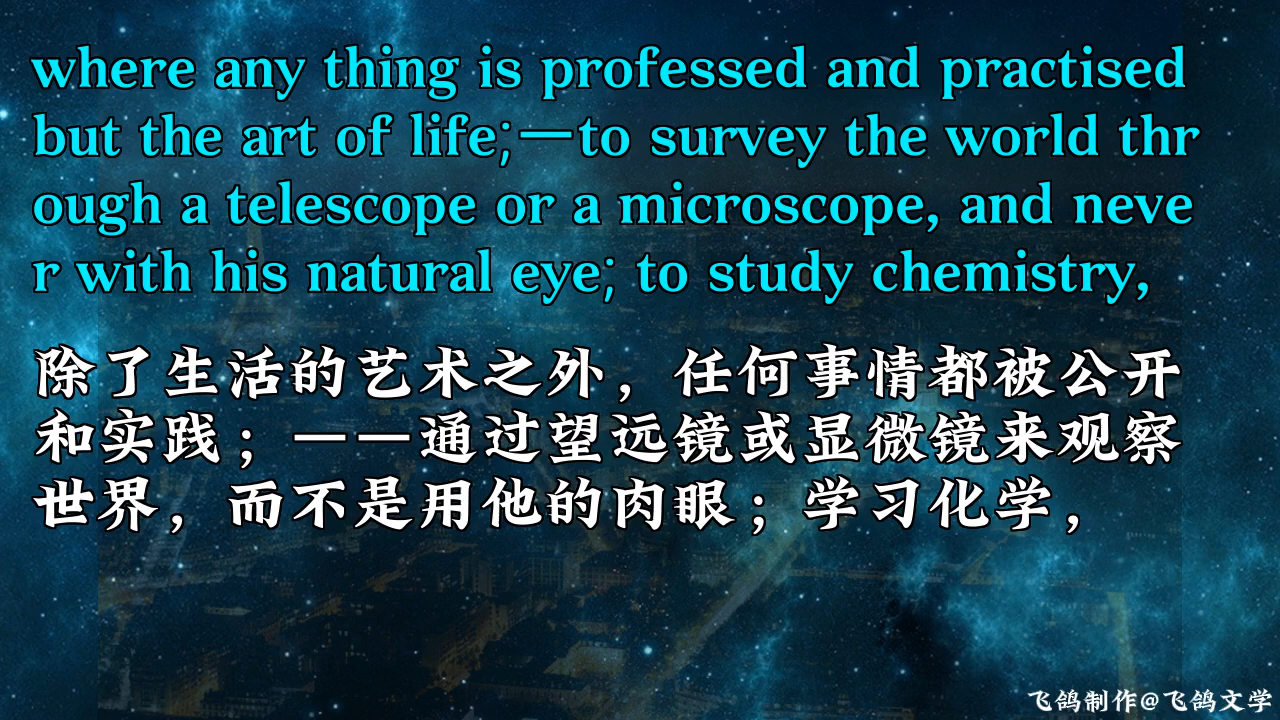 where any thing is professed and practised
but the art of life;—to survey the world thr
ough a telescope or a microscope, and neve
r with his natural eye; to study chemistry,
除了生活的艺术之外，任何事情都被公开
和实践；——通过望远镜或显微镜来观察
世界，而不是用他的肉眼；学习化学，
飞鸽制作@飞鸽文学